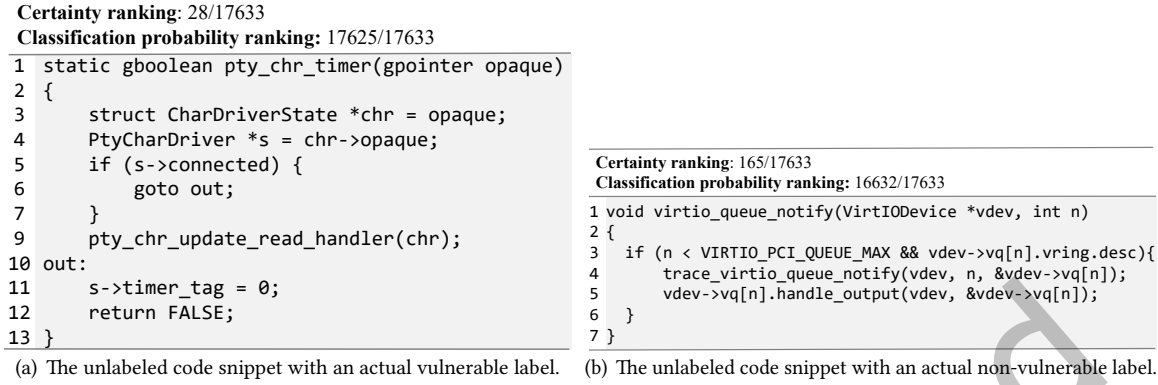 Certainty ranking: 28/17633
Classification probability ranking: 17625/17633
1 static gboolean pty_chr_timer(gpointer opaque)
2 {
3     struct CharDriverState *chr = opaque;
4     PtyCharDriver *s = chr->opaque;
5     if (s->connected) {
6         goto out;
7     }
9     pty_chr_update_read_handler(chr);
10 out:
11     s->timer_tag = 0;
12     return FALSE;
13 }
(a) The unlabeled code snippet with an actual vulnerable label.
Certainty ranking: 165/17633
Classification probability ranking: 16632/17633
1 void virtio_queue_notify(VirtIODevice *vdev, int n)
2 {
3   if (n < VIRTIO_PCI_QUEUE_MAX && vdev->vq[n].vring.desc){
4       trace_virtio_queue_notify(vdev, n, &vdev->vq[n]);
5       vdev->vq[n].handle_output(vdev, &vdev->vq[n]);
6   }
7 }
(b) The unlabeled code snippet with an actual non-vulnerable label.